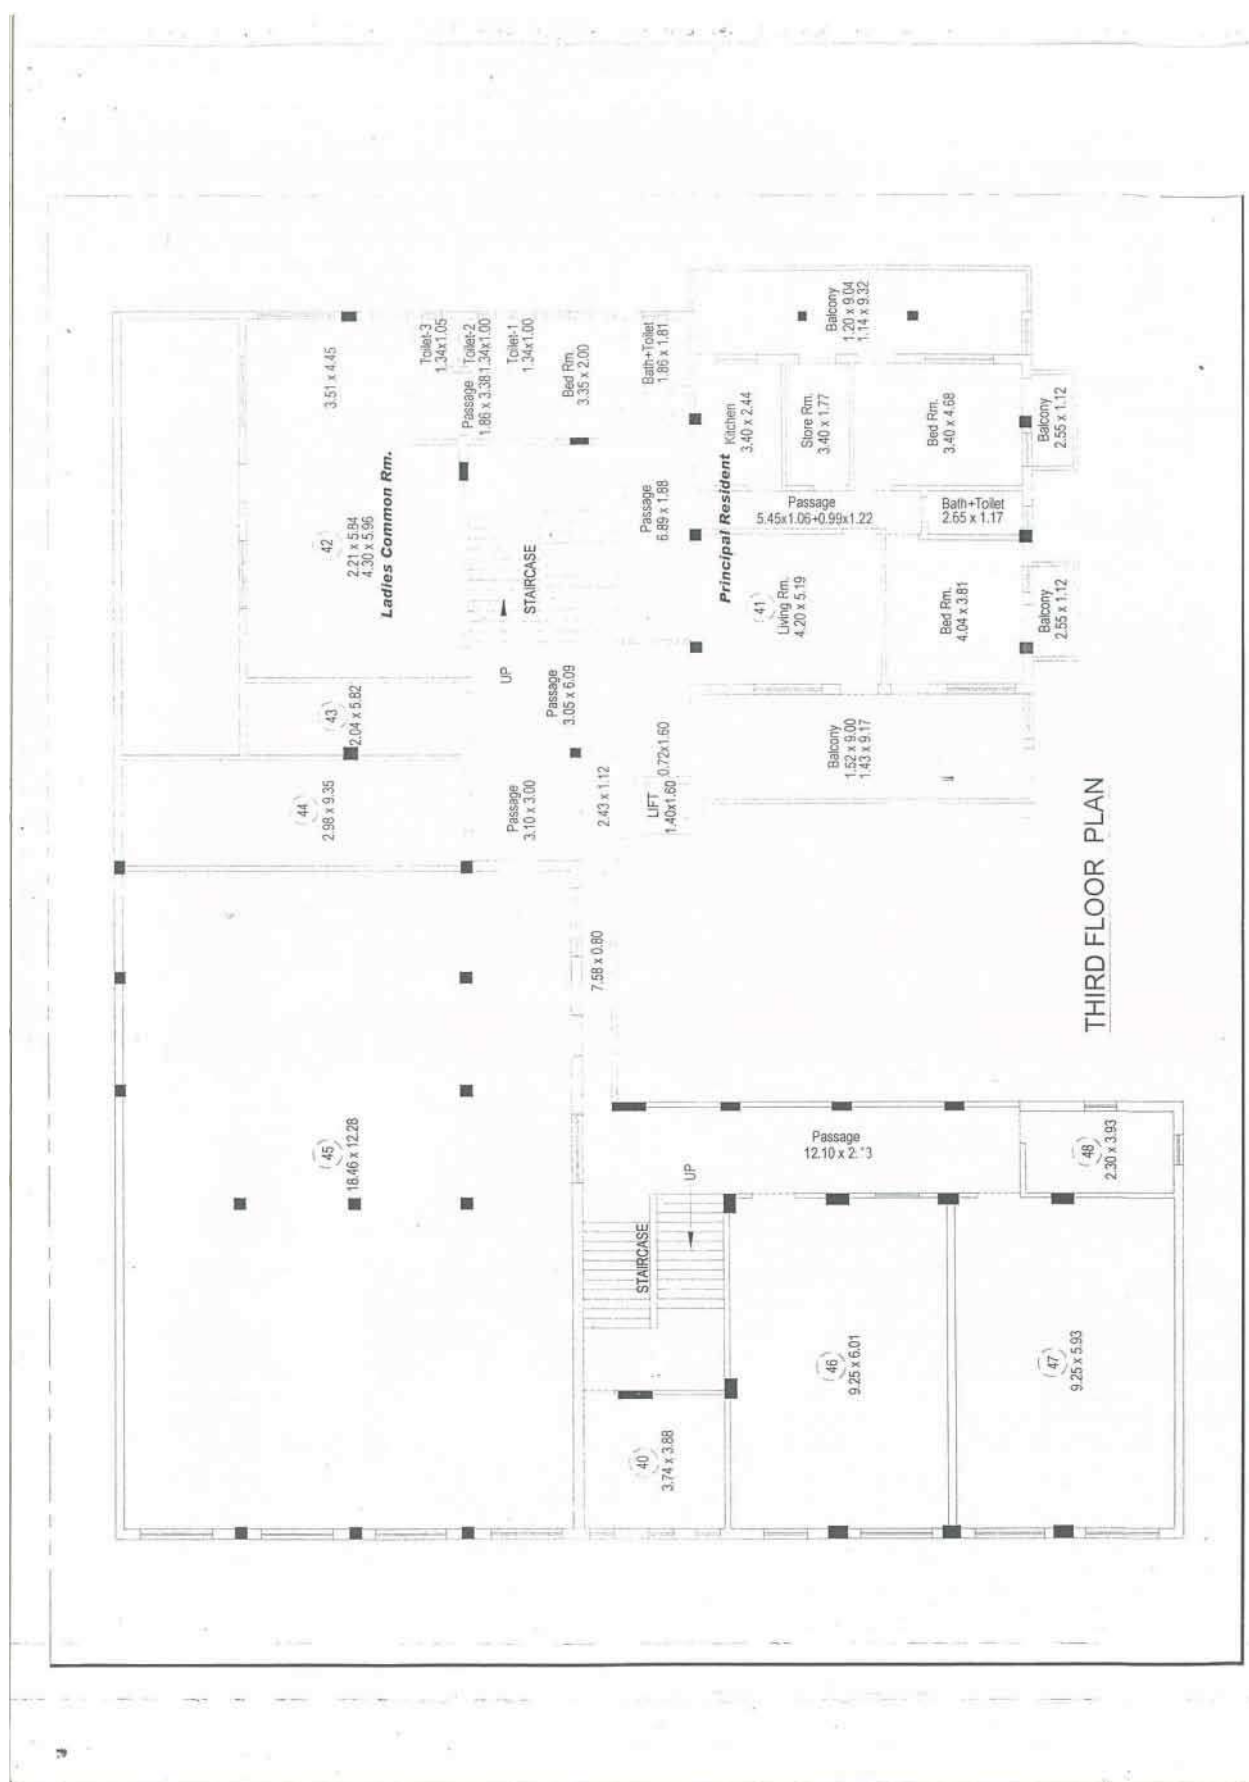 3.51 x 4.45
42
2.21 x 5.84
4.30 x 5.96
Ladies Common Rm.
Toilet-3
1.34x1.05
Passage
1.86 x 3.38
Toilet-2
1.34x1.00
Toilet-1
1.34x1.00
Bed Rm.
3.35 x 2.00
Bath+Toilet
1.86 x 1.81
43
2.04 x 5.82
44
2.98 x 9.35
UP
STAIRCASE
Passage
3.05 x 6.09
Passage
3.10 x 3.00
2.43 x 1.12
LIFT
1.40x1.60
0.72x1.60
Passage
6.89 x 1.88
Principal Resident
Kitchen
3.40 x 2.44
Store Rm.
3.40 x 1.77
Bed Rm.
3.40 x 4.68
Balcony
1.20 x 9.04
1.14 x 9.32
Balcony
2.55 x 1.12
Passage
5.45x1.06+0.99x1.22
Bath+Toilet
2.65 x 1.17
41
Living Rm.
4.20 x 5.19
Bed Rm.
4.04 x 3.81
Balcony
2.55 x 1.12
Balcony
1.52 x 9.00
1.43 x 9.17
45
18.46 x 12.28
7.58 x 0.80
STAIRCASE
UP
Passage
12.10 x
40
3.74 x 3.88
46
9.25 x 6.01
47
9.25 x 5.93
48
2.30 x 3.93
THIRD FLOOR PLAN